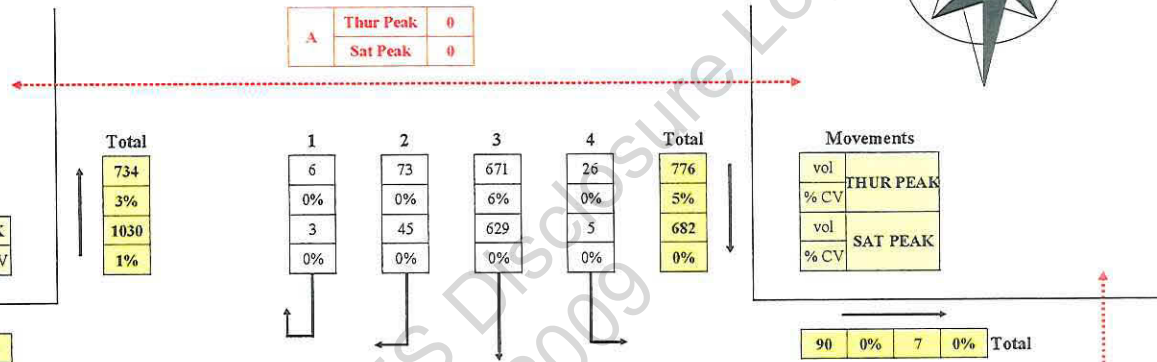 A Thur Peak 0
Sat Peak 0
Total 1 2 3 4 Total Movements
734 6 73 671 26 776 vol THUR PEAK
3% 0% 0% 6% 0% 5% % CV
1030 3 45 629 5 682 vol SAT PEAK
1% 0% 0% 0% 0% 0% % CV
90 0% 7 0% Total
Disclosure
2009